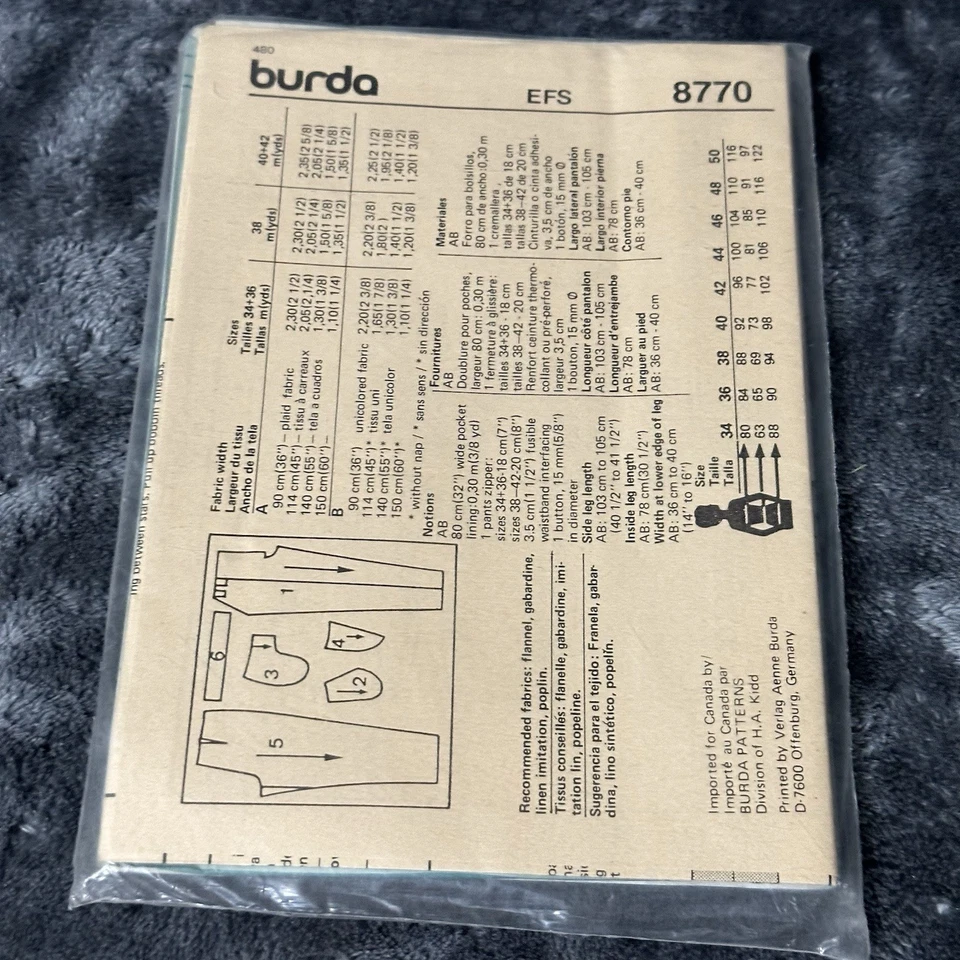 480
burda
EFS
8770
ing between stars. Pull up bottom threads.
Fabric width
Largeur du tissu
Ancho de la tela
Sizes
Tailles 34+36
Tallas m(yds)
38
m(yds)
40+42
m(yds)
A
90 cm(36") — plaid fabric 2,30(2 1/2) 2,30(2 1/2) 2,35(2 5/8)
114 cm(45") — tissu à carreaux 2,05(2 1/4) 2,05(2 1/4) 2,05(2 1/4)
140 cm(55") — tela a cuadros 1,30(1 3/8) 1,50(1 5/8) 1,50(1 5/8)
150 cm(60") — 1,10(1 1/4) 1,35(1 1/2) 1,35(1 1/2)
B
90 cm(36") unicolored fabric 2,20(2 3/8) 2,20(2 3/8) 2,25(2 1/2)
114 cm(45")* tissu uni 1,65(1 7/8) 1,80(2 ) 1,95(2 1/8)
140 cm(55")* tela unicolor 1,30(1 3/8) 1,40(1 1/2) 1,40(1 1/2)
150 cm(60")* 1,10(1 1/4) 1,20(1 3/8) 1,20(1 3/8)
* without nap / * sans sens / * sin dirección
Notions
AB
80 cm(32") wide pocket
lining:0,30 m(3/8 yd)
1 pants zipper:
sizes 34+36-18 cm(7")
sizes 38—42-20 cm(8")
3.5 cm(1 1/2") fusible
waistband interfacing
1 button, 15 mm(5/8")
in diameter
Side leg length
AB: 103 cm to 105 cm
(40 1/2" to 41 1/2")
Inside leg length
AB: 78 cm(30 1/2")
Width at lower edge of leg
AB: 36 cm to 40 cm
(14" to 16")
Fournitures
AB
Doublure pour poches,
largeur 80 cm: 0,30 m
1 fermeture à glissière:
tailles 34+36 - 18 cm
tailles 38—42 - 20 cm
Renfort ceinture thermo-
collant ou pré-perforé,
largeur 3,5 cm
1 bouton, 15 mm Ø
Longueur côté pantalon
AB: 103 cm - 105 cm
Longueur d'entrejambe
AB: 78 cm
Larguer au pied
AB: 36 cm - 40 cm
Materiales
AB
Forro para bolsillos,
80 cm de ancho:0,30 m
1 cremallera,
tallas 34+36 de 18 cm
tallas 38—42 de 20 cm
Cinturilla o cinta adhesi-
va, 3,5 cm de ancho
1 botón, 15 mm Ø
Largo lateral pantalón
AB: 103 cm - 105 cm
Largo interior pierna
AB: 78 cm
Contono pie
AB: 36 cm - 40 cm
Size
Taille
Talla
34 36 38 40 42 44 46 48 50
80 84 88 92 96 100 104 110 116
63 65 69 73 77 81 85 91 97
88 90 94 98 102 106 110 116 122
1
2
3
4
5
6
Recommended fabrics: flannel, gabardine,
linen imitation, poplin.
Tissus conseillés: flanelle, gabardine, imi-
tation lin, popeline.
Sugerencia para el tejido: Franela, gabar-
dina, lino sintético, popelín.
Imported for Canada by/
Importé au Canada par
BURDA PATTERNS
Division of H.A. Kidd
Printed by Verlag Aenne Burda
D-7600 Offenburg, Germany